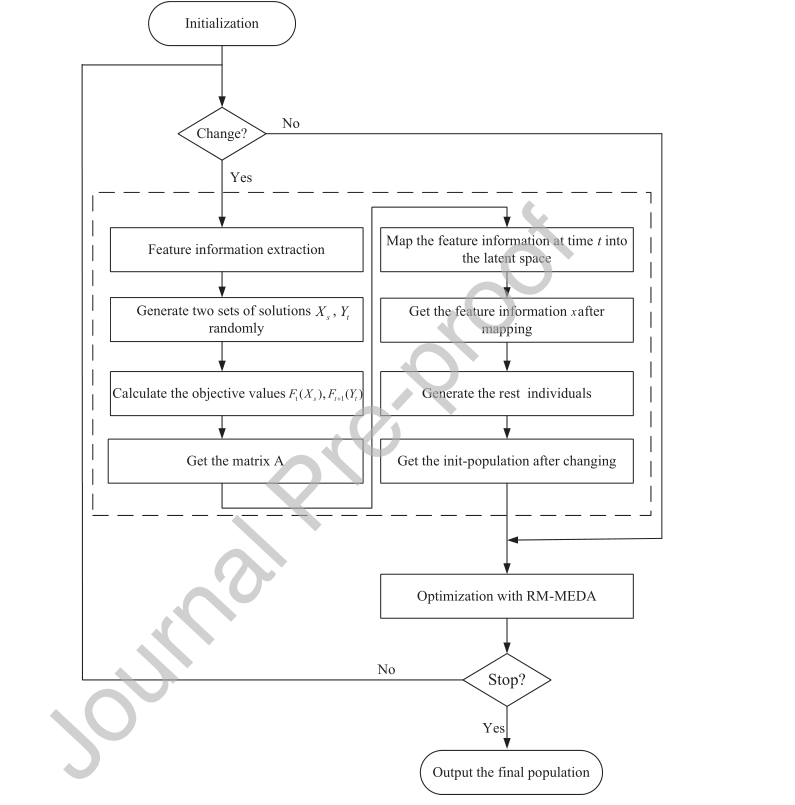 Initialization
Change?
No
Yes
Feature information extraction
Generate two sets of solutions X_s , Y_t
randomly
Calculate the objective values F_t(X_s), F_{t+1}(Y_t)
Get the matrix A
Map the feature information at time t into
the latent space
Get the feature information x after
mapping
Generate the rest individuals
Get the init-population after changing
Optimization with RM-MEDA
Stop?
No
Yes
Output the final population
Journal Pre-proof